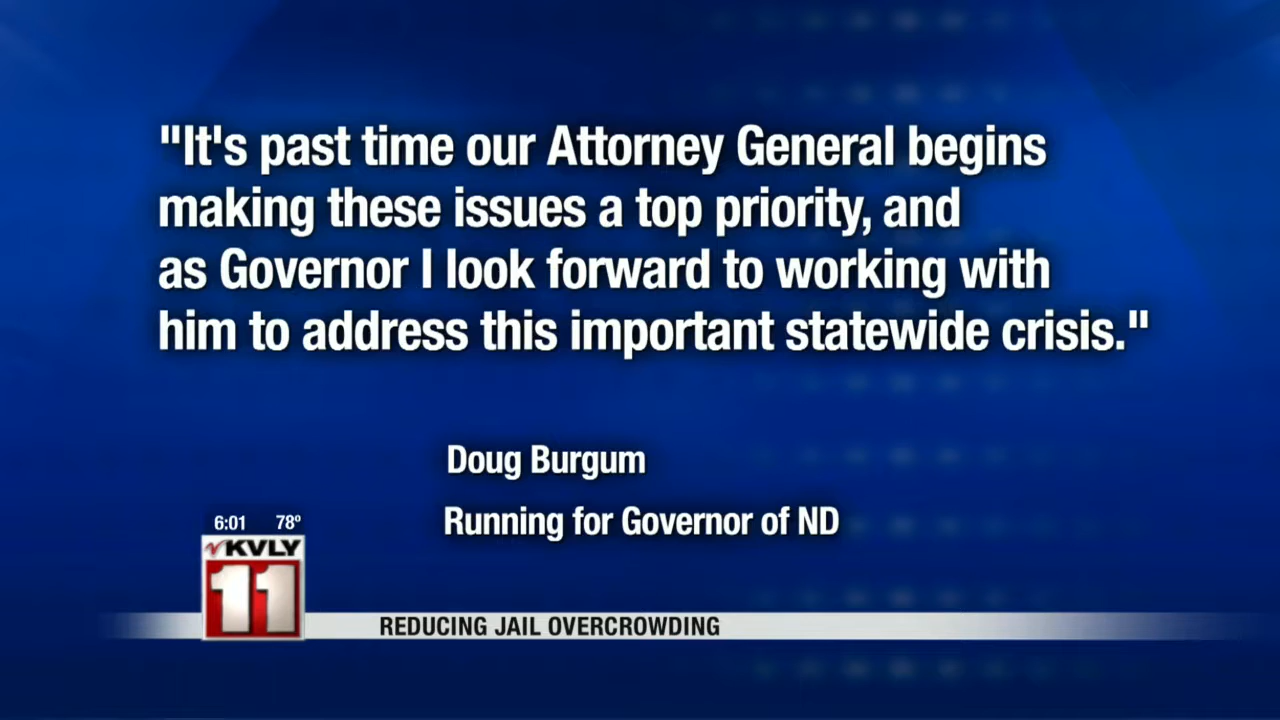 "It's past time our Attorney General begins
making these issues a top priority, and
as Governor I look forward to working with
him to address this important statewide crisis."
Doug Burgum
Running for Governor of ND
6:01 78º
KVLY
11
REDUCING JAIL OVERCROWDING